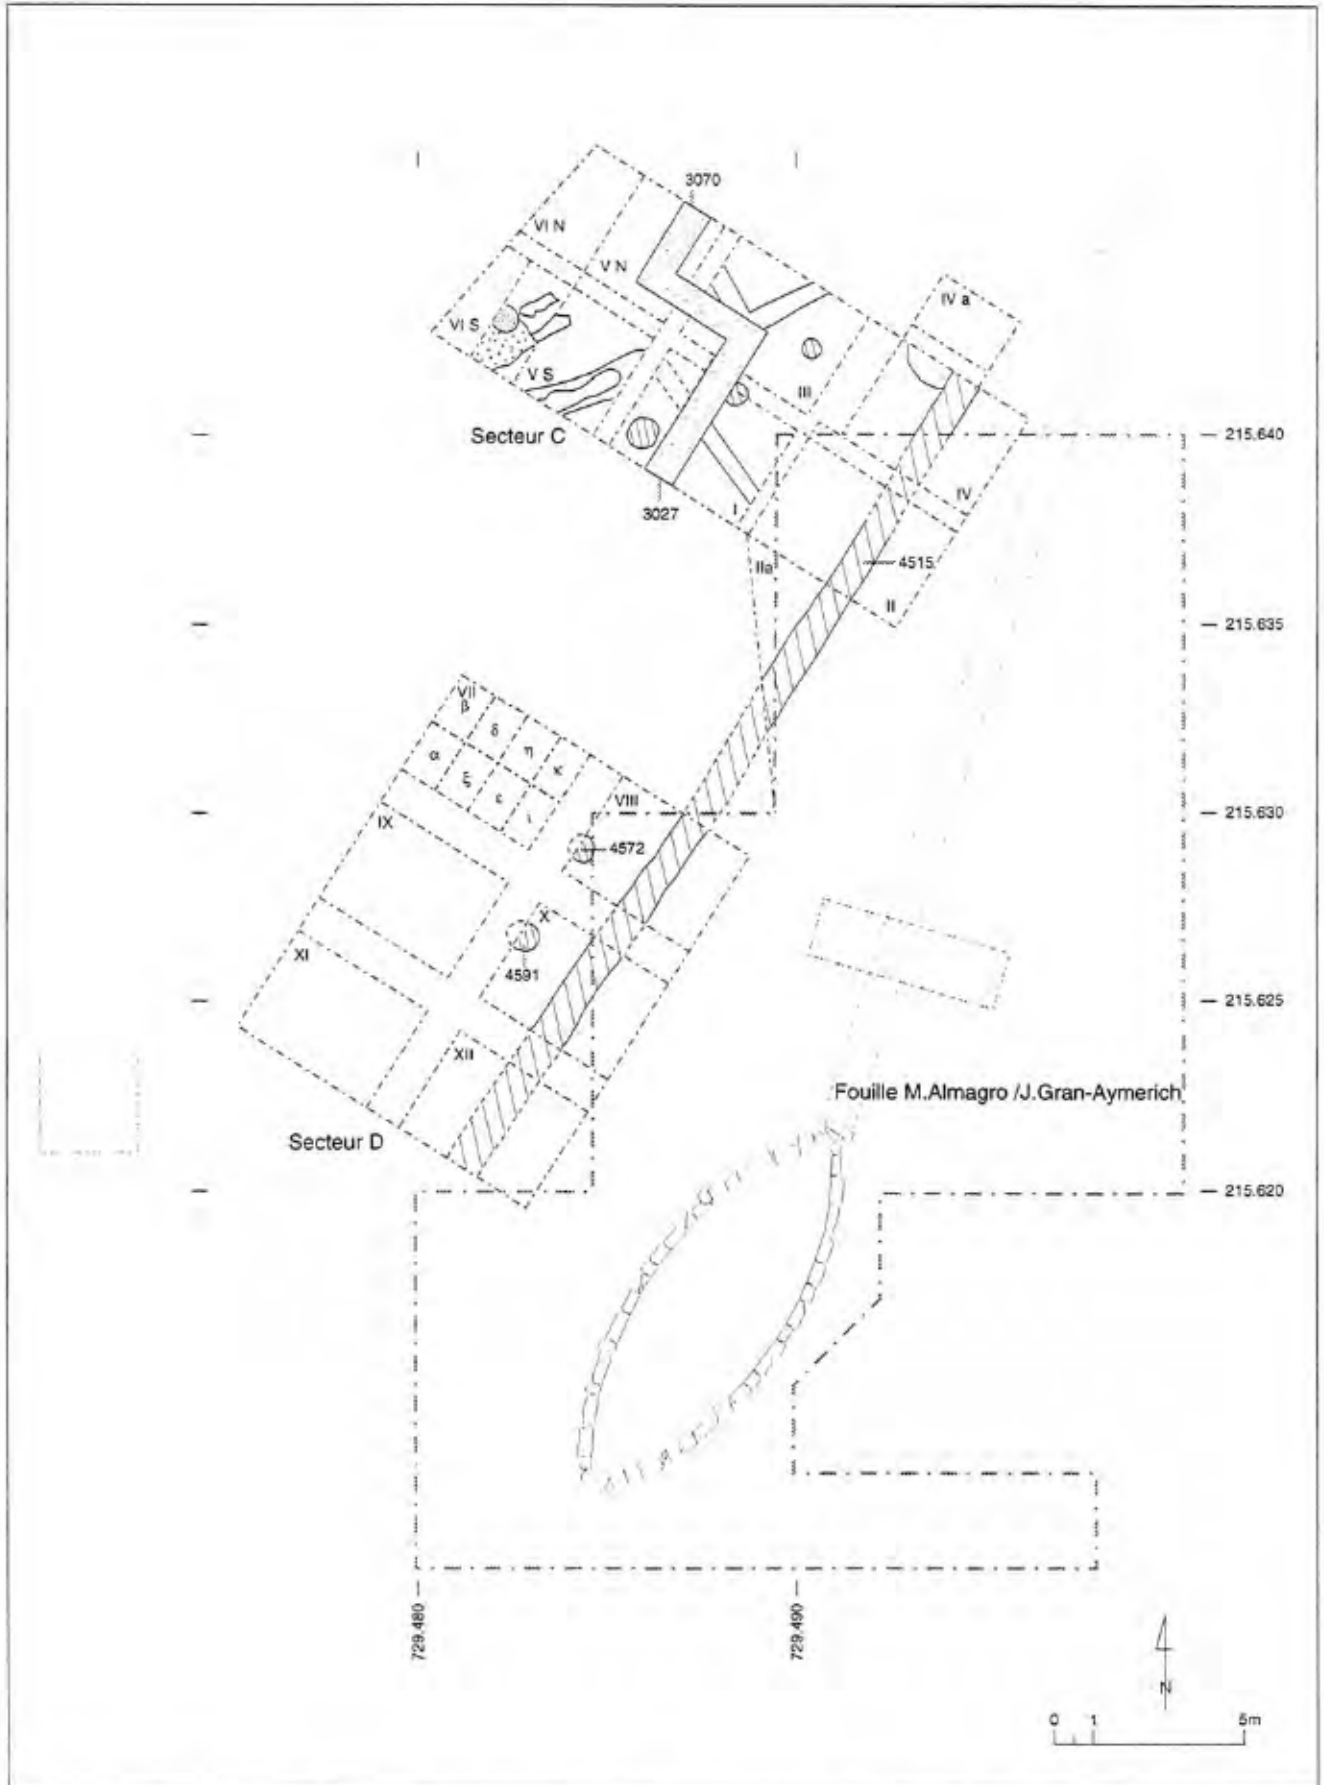 3070
VI N
V N
IV a
VI S
V S
III
Secteur C
215.640
I
IV
3027
IIa
4515
II
215.635
VII
β
δ
η
α
κ
ξ
ε
ι
VIII
215.630
IX
4572
X
XI
4591
215.625
XII
Fouille M.Almagro /J.Gran-Aymerich
Secteur D
215.620
729.480
729.490
N
0 1 5m